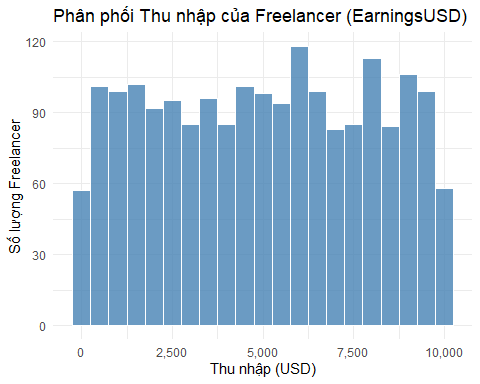 Phân phối Thu nhập của Freelancer (EarningsUSD)
120
90
60
30
0
Số lượng Freelancer
0 2,500 5,000 7,500 10,000
Thu nhập (USD)